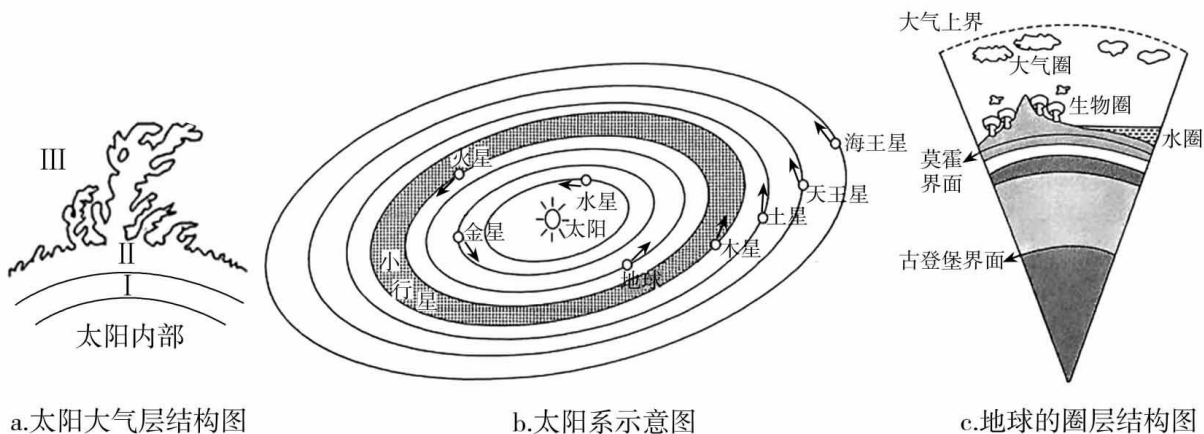 III
II
I
太阳内部
a.太阳大气层结构图
火星
水星
太阳
金星
地球
小
行
星
木星
土星
天王星
海王星
b.太阳系示意图
大气上界
大气圈
生物圈
水圈
莫霍
界面
古登堡界面
c.地球的圈层结构图